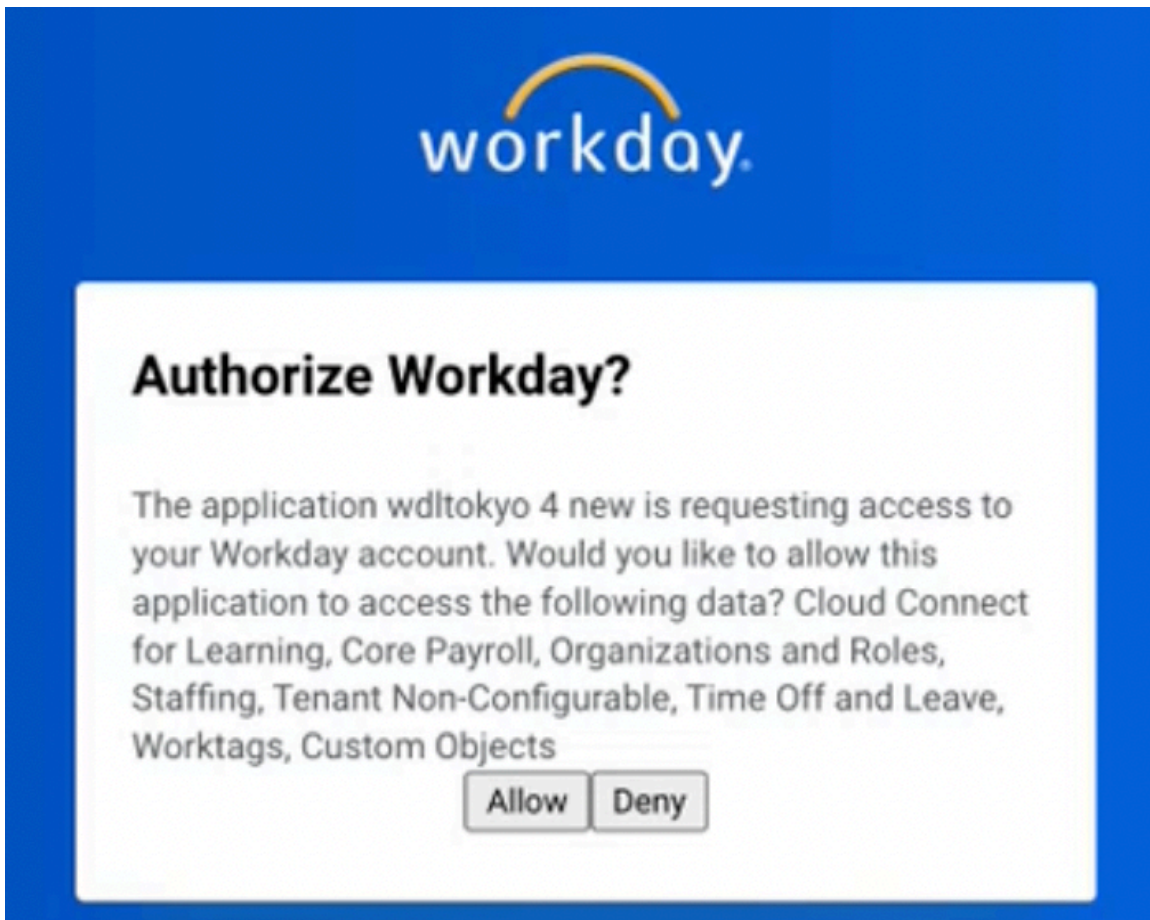 workday.
Authorize Workday?
The application wdltokyo 4 new is requesting access to
your Workday account. Would you like to allow this
application to access the following data? Cloud Connect
for Learning, Core Payroll, Organizations and Roles,
Staffing, Tenant Non-Configurable, Time Off and Leave,
Worktags, Custom Objects
Allow Deny